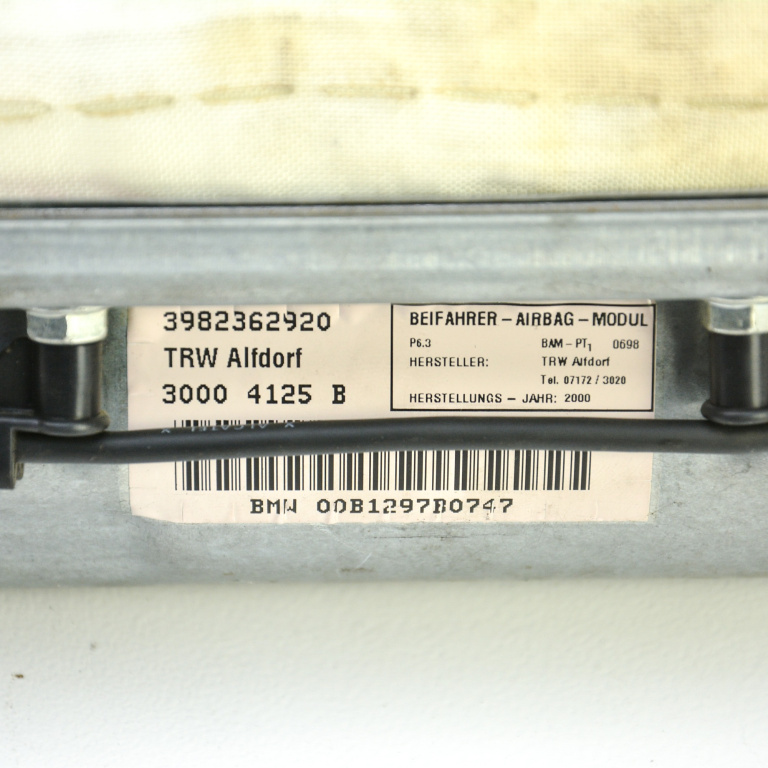 3982362920
TRW Alfdorf
3000 4125 B
BEIFAHRER – AIRBAG – MODUL
P6.3 BAM – PT1 0698
HERSTELLER: TRW Alfdorf
Tel. 07172 / 3020
HERSTELLUNGS – JAHR: 2000
BMW 00B1297B0747